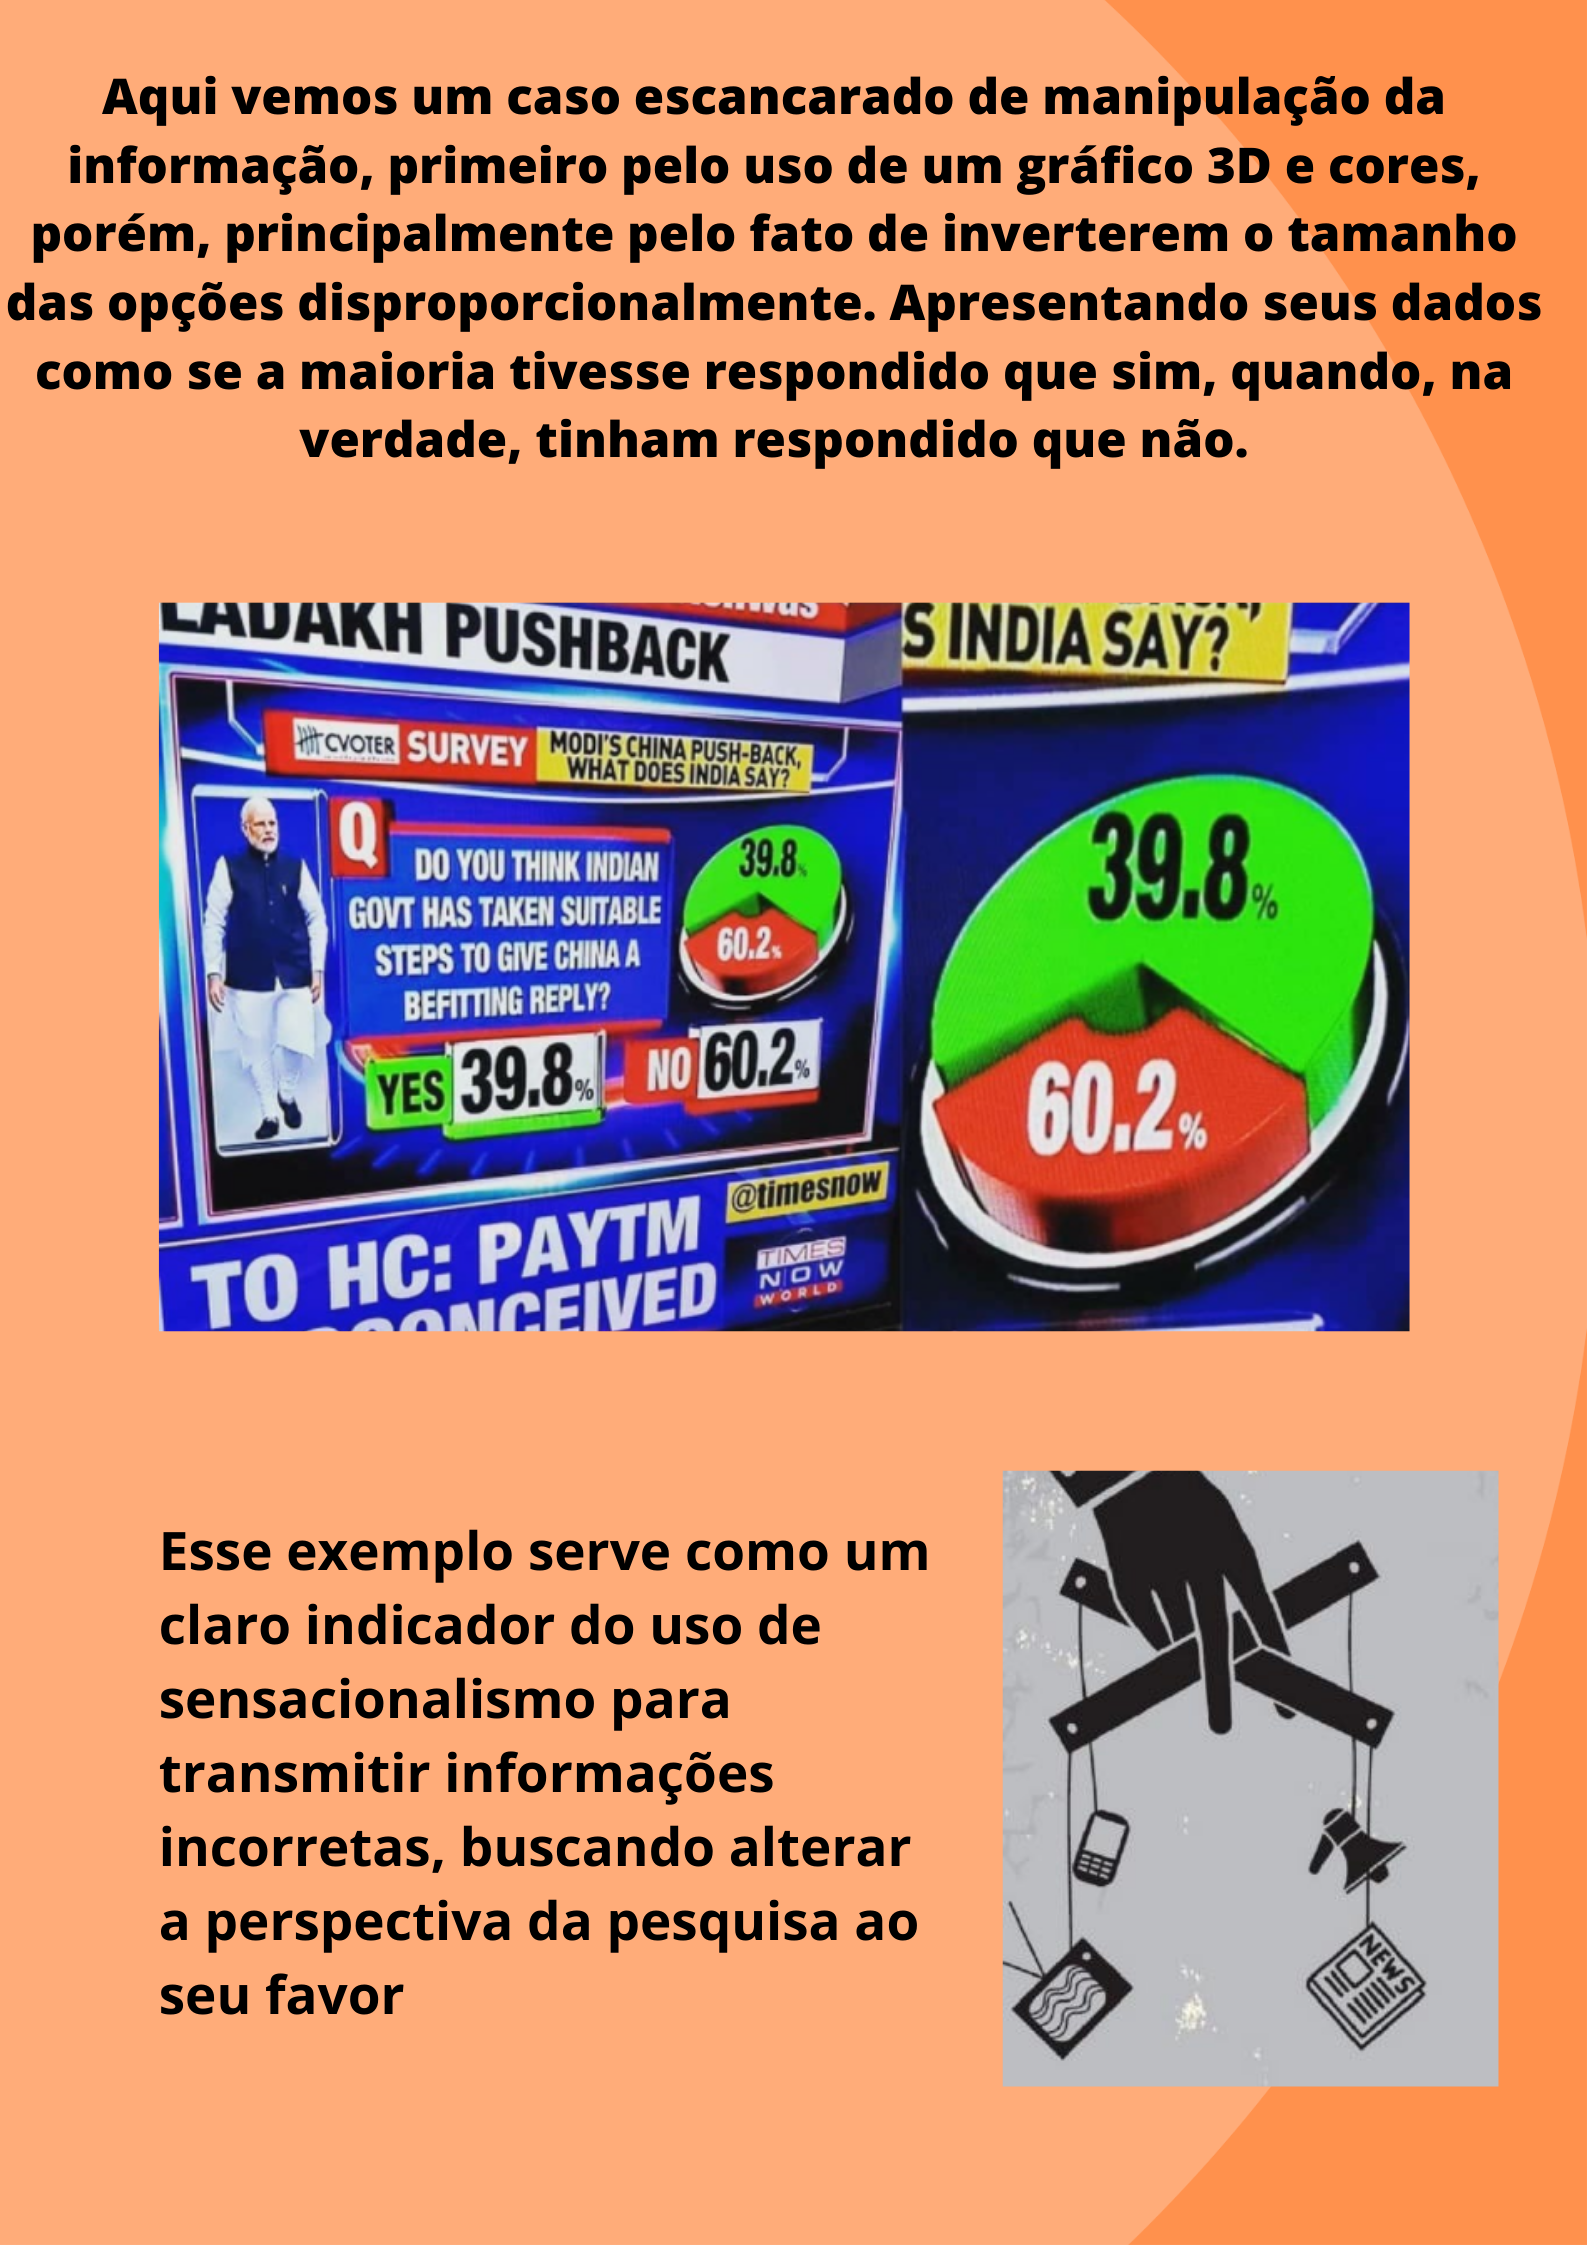 Aqui vemos um caso escancarado de manipulação da
informação, primeiro pelo uso de um gráfico 3D e cores,
porém, principalmente pelo fato de inverterem o tamanho
das opções disproporcionalmente. Apresentando seus dados
como se a maioria tivesse respondido que sim, quando, na
verdade, tinham respondido que não.
LADAKH PUSHBACK
CVOTER SURVEY
MODI'S CHINA PUSH-BACK,
WHAT DOES INDIA SAY?
Q
DO YOU THINK INDIAN
GOVT HAS TAKEN SUITABLE
STEPS TO GIVE CHINA A
BEFITTING REPLY?
39.8%
60.2%
YES 39.8%
NO 60.2%
@timesnow
TO HC: PAYTM
TIMES
NOW
WORLD
S INDIA SAY?
39.8%
60.2%
Esse exemplo serve como um
claro indicador do uso de
sensacionalismo para
transmitir informações
incorretas, buscando alterar
a perspectiva da pesquisa ao
seu favor
NEWS